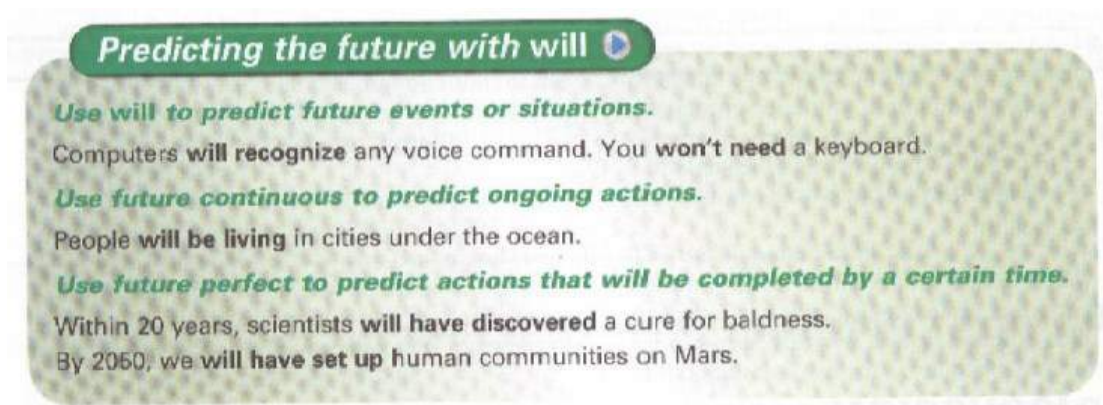 Predicting the future with will
Use will to predict future events or situations.
Computers will recognize any voice command. You won't need a keyboard.
Use future continuous to predict ongoing actions.
People will be living in cities under the ocean.
Use future perfect to predict actions that will be completed by a certain time.
Within 20 years, scientists will have discovered a cure for baldness.
By 2050, we will have set up human communities on Mars.